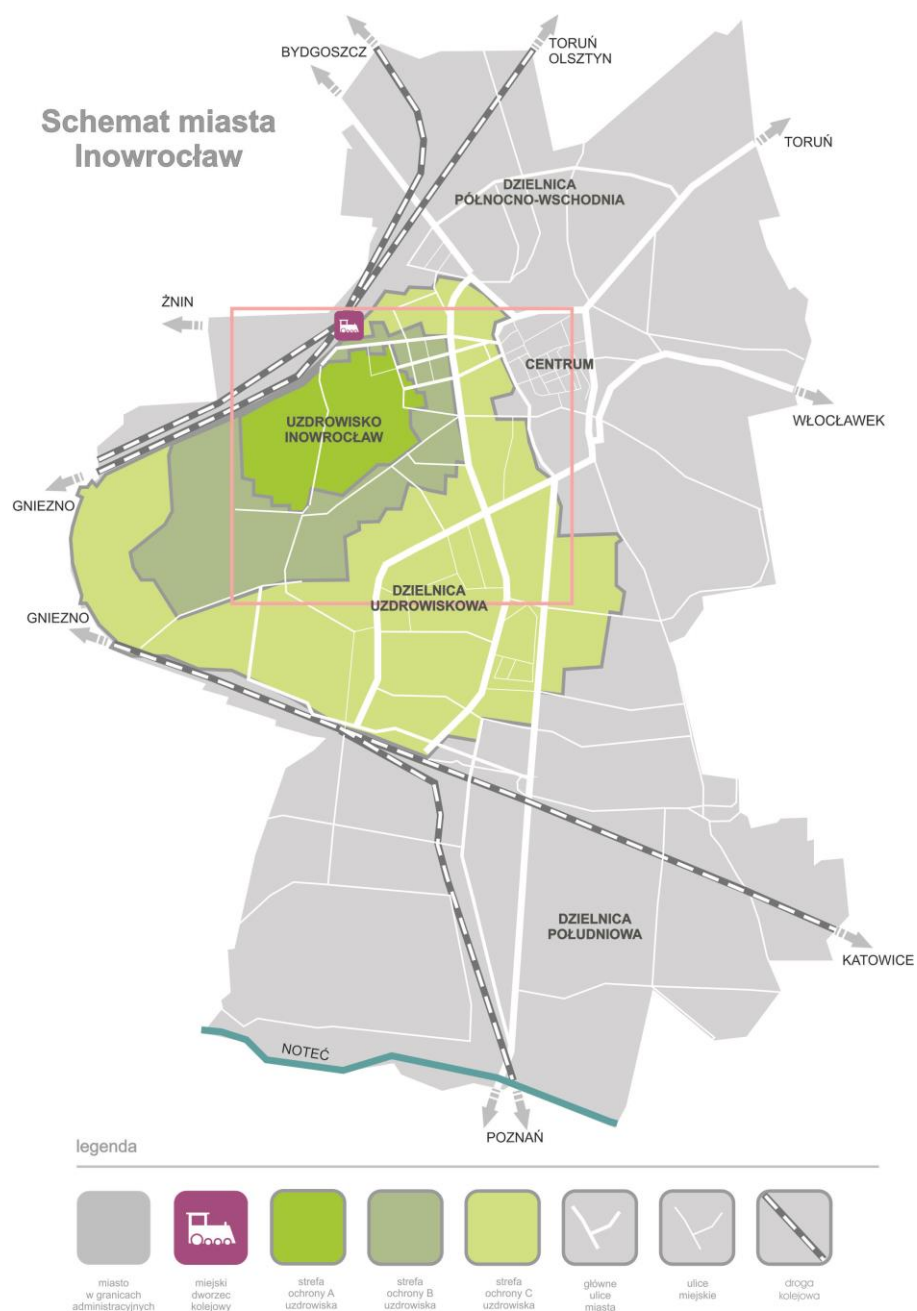 BYDGOSZCZ
TORUŃ
OLSZTYN
Schemat miasta
Inowrocław
TORUŃ
DZIELNICA
PÓŁNOCNO-WSCHODNIA
ŻNIN
CENTRUM
UZDROWISKO
INOWROCŁAW
WŁOCŁAWEK
GNIEZNO
DZIELNICA
UZDROWISKOWA
GNIEZNO
DZIELNICA
POŁUDNIOWA
KATOWICE
NOTEĆ
POZNAŃ
legenda
miasto
w granicach
administracyjnych
miejski
dworzec
kolejowy
strefa
ochrony A
uzdrowiska
strefa
ochrony B
uzdrowiska
strefa
ochrony C
uzdrowiska
główne
ulice
miasta
ulice
miejskie
droga
kolejowa